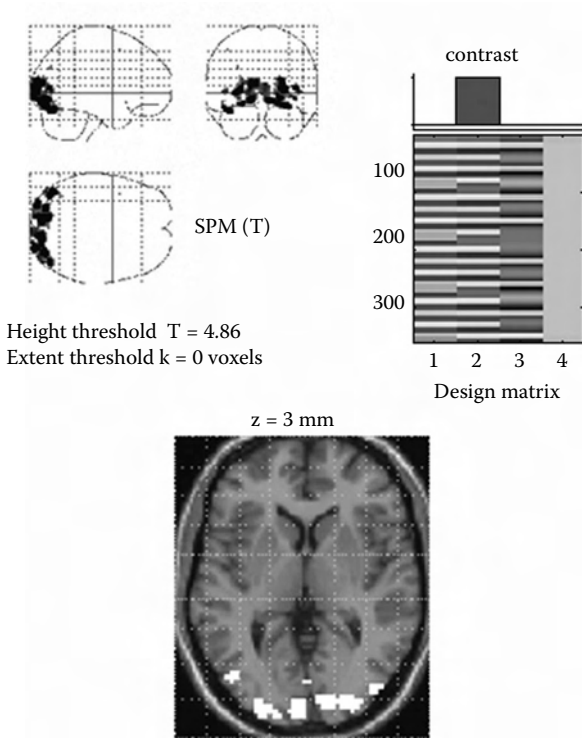 contrast
SPM (T)
100
200
300
Height threshold T = 4.86
Extent threshold k = 0 voxels
1 2 3 4
Design matrix
z = 3 mm